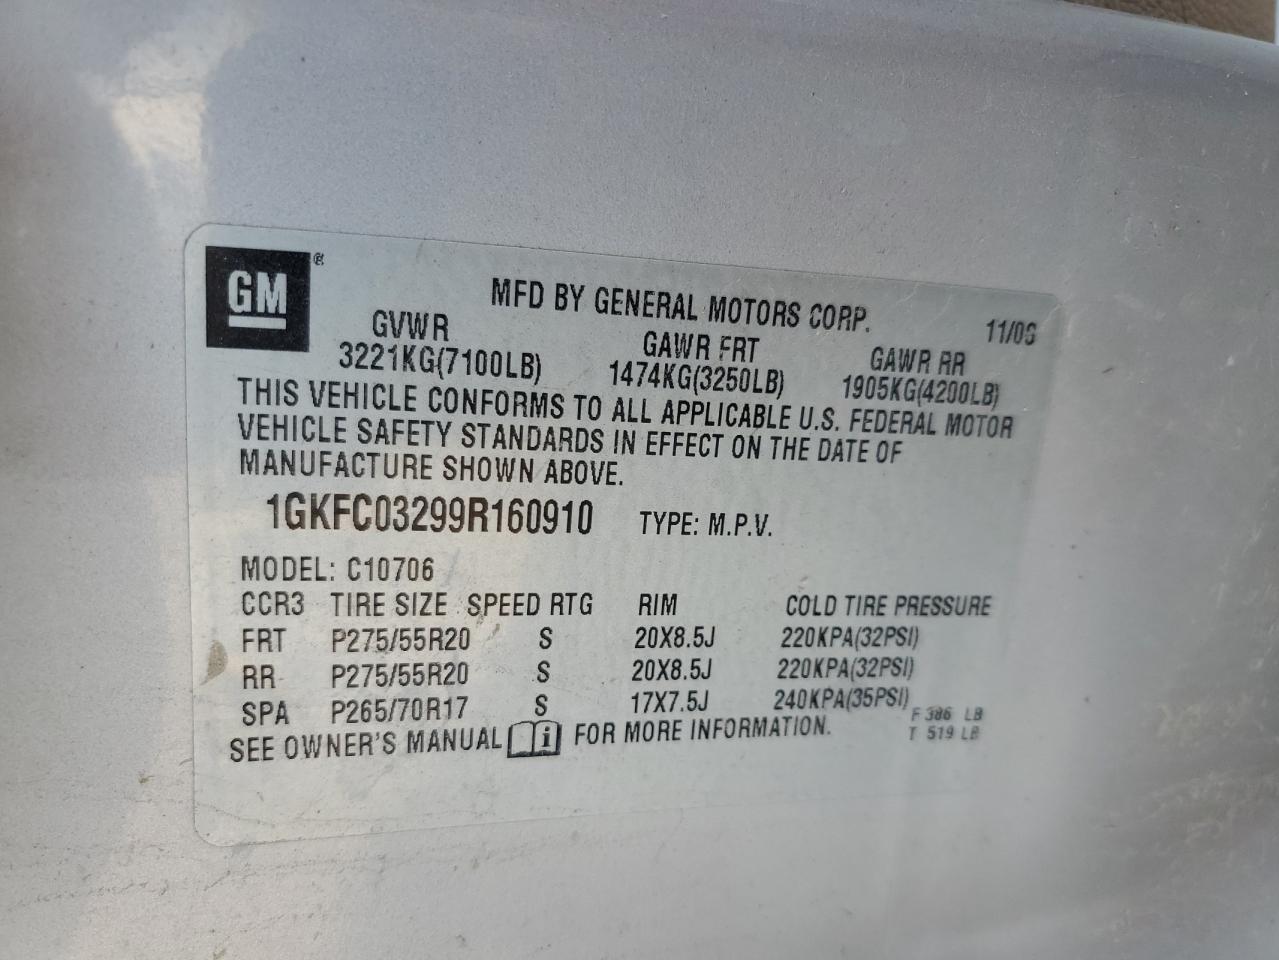 GM ®
MFD BY GENERAL MOTORS CORP. 11/0
GVWR GAWR FRT GAWR RR
3221KG(7100LB) 1474KG(3250LB) 1905KG(4200LB)
THIS VEHICLE CONFORMS TO ALL APPLICABLE U.S. FEDERAL MOTOR
VEHICLE SAFETY STANDARDS IN EFFECT ON THE DATE OF
MANUFACTURE SHOWN ABOVE.
1GKFC03299R160910 TYPE: M.P.V.
MODEL: C10706
CCR3 TIRE SIZE SPEED RTG RIM COLD TIRE PRESSURE
FRT P275/55R20 S 20X8.5J 220KPA(32PSI)
RR P275/55R20 S 20X8.5J 220KPA(32PSI)
SPA P265/70R17 S 17X7.5J 240KPA(35PSI)
F 386 LB
SEE OWNER'S MANUAL i FOR MORE INFORMATION.
T 519 LB